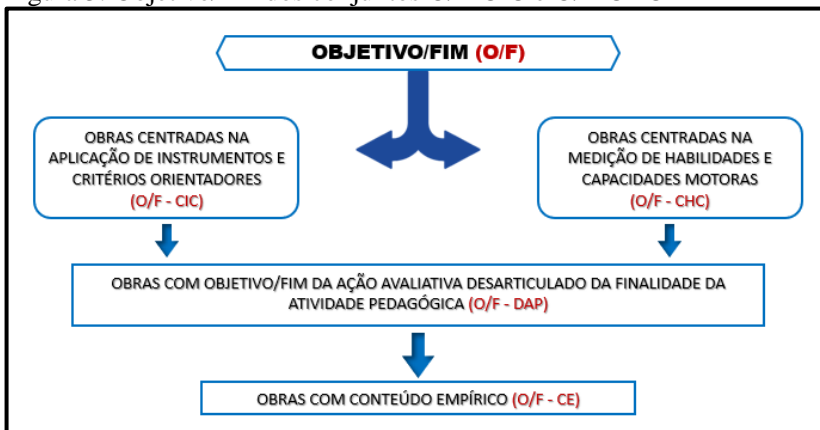 OBJETIVO/FIM (O/F)
OBRAS CENTRADAS NA
APLICAÇÃO DE INSTRUMENTOS E
CRITÉRIOS ORIENTADORES
(O/F - CIC)
OBRAS CENTRADAS NA
MEDIÇÃO DE HABILIDADES E
CAPACIDADES MOTORAS
(O/F - CHC)
OBRAS COM OBJETIVO/FIM DA AÇÃO AVALIATIVA DESARTICULADO DA FINALIDADE DA
ATIVIDADE PEDAGÓGICA (O/F - DAP)
OBRAS COM CONTEÚDO EMPÍRICO (O/F - CE)